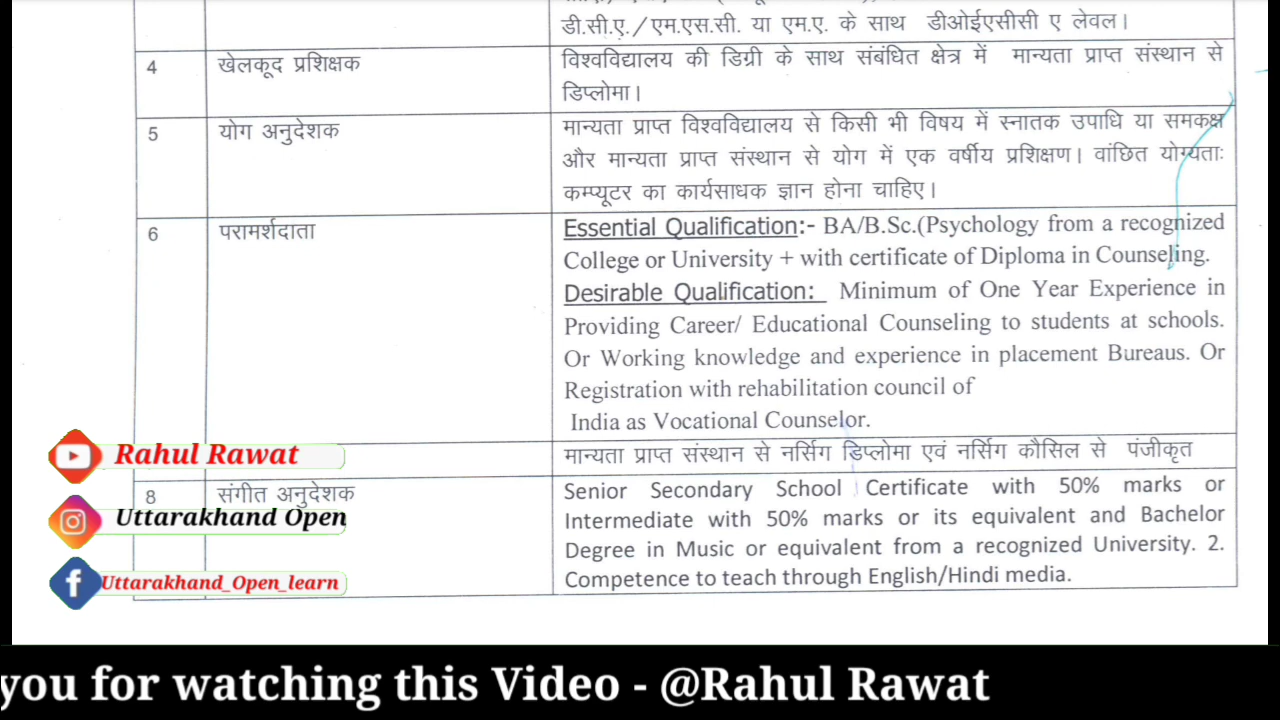 डी.सी.ए./एम.एस.सी. या एम.ए. के साथ डीओईएसीसी ए लेवल।
4 खेलकूद प्रशिक्षक विश्वविद्यालय की डिग्री के साथ संबंधित क्षेत्र में मान्यता प्राप्त संस्थान से
डिप्लोमा।
5 योग अनुदेशक मान्यता प्राप्त विश्वविद्यालय से किसी भी विषय में स्नातक उपाधि या समकक्ष
और मान्यता प्राप्त संस्थान से योग में एक वर्षीय प्रशिक्षण। वांछित योग्यताः
कम्प्यूटर का कार्यसाधक ज्ञान होना चाहिए।
6 परामर्शदाता Essential Qualification:- BA/B.Sc.(Psychology from a recognized
College or University + with certificate of Diploma in Counseling.
Desirable Qualification: Minimum of One Year Experience in
Providing Career/ Educational Counseling to students at schools.
Or Working knowledge and experience in placement Bureaus. Or
Registration with rehabilitation council of
India as Vocational Counselor.
मान्यता प्राप्त संस्थान से नर्सिग डिप्लोमा एवं नर्सिग कौसिल से पंजीकृत
8 संगीत अनुदेशक Senior Secondary School Certificate with 50% marks or
Intermediate with 50% marks or its equivalent and Bachelor
Degree in Music or equivalent from a recognized University. 2.
Competence to teach through English/Hindi media.
Rahul Rawat
Uttarakhand Open
Uttarakhand_Open_learn
you for watching this Video - @Rahul Rawat